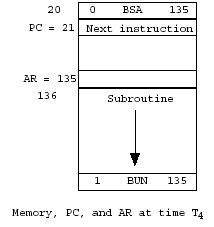 20 0 BSA 135
PC = 21 Next instruction
AR = 135
136 Subroutine
1 BUN 135
Memory, PC, and AR at time T4